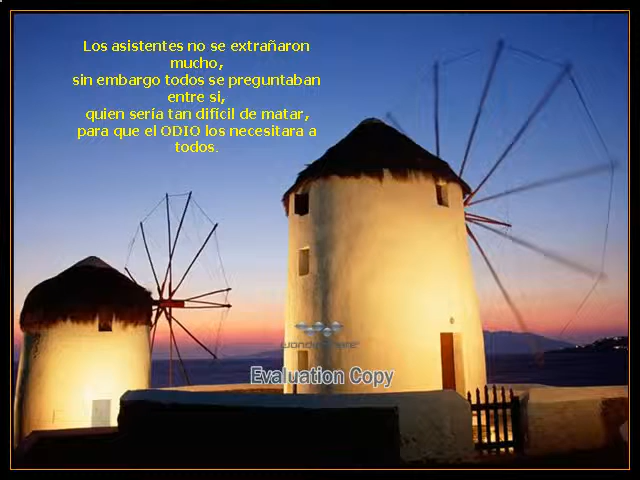 Los asistentes no se extrañaron
mucho,
sin embargo todos se preguntaban
entre si,
quien sería tan difícil de matar,
para que el ODIO los necesitara a
todos.
wondershare
Evaluation Copy